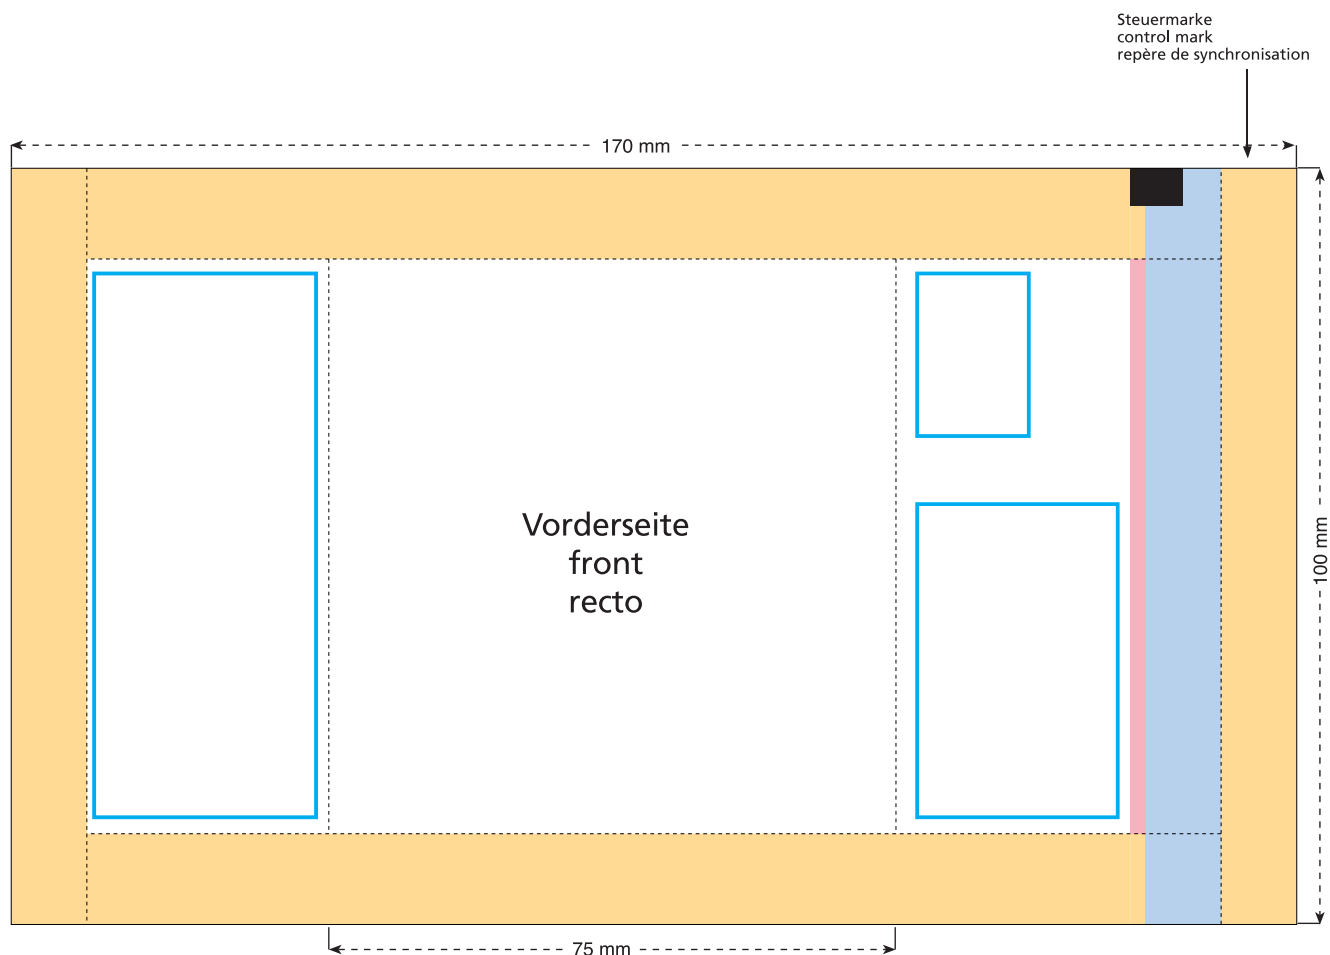 Steuermarke
control mark
repère de synchronisation
170 mm
Vorderseite
front
recto
100 mm
75 mm